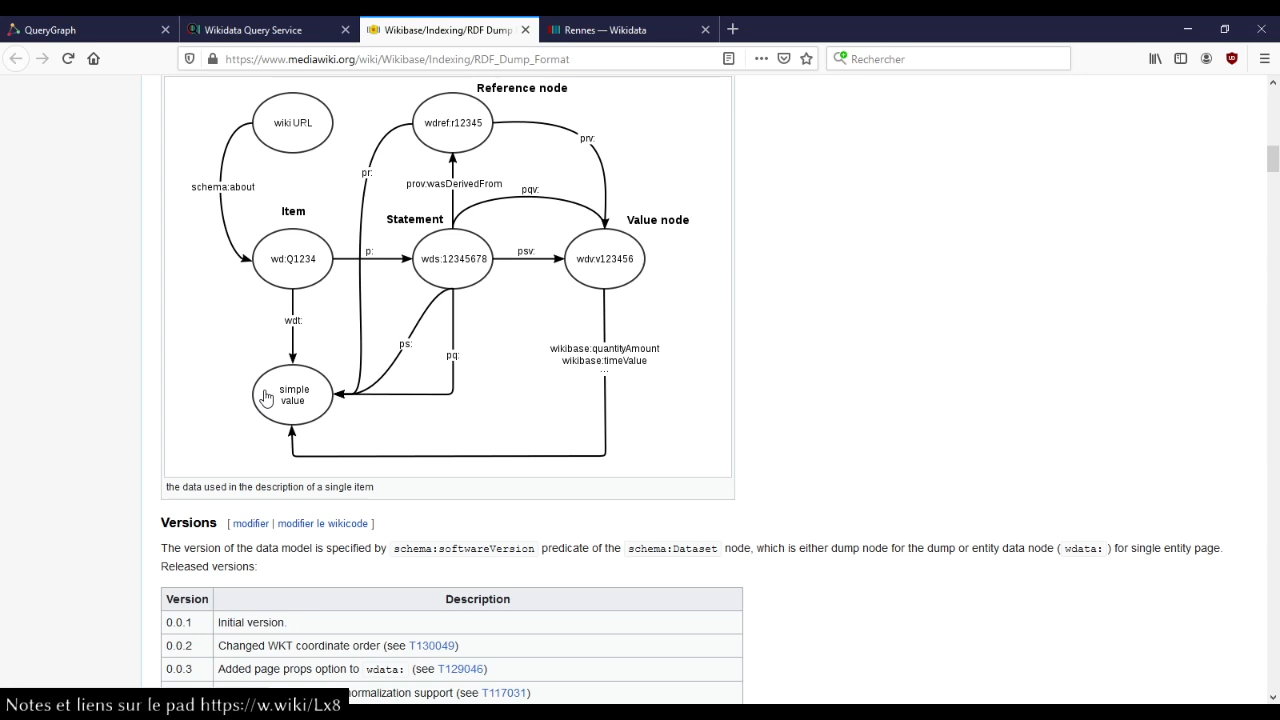 QueryGraph
Wikidata Query Service
Wikibase/Indexing/RDF Dump
Rennes — Wikidata
https://www.mediawiki.org/wiki/Wikibase/Indexing/RDF_Dump_Format
Rechercher
Reference node
wiki URL
wdref:r12345
prv:
pr:
schema:about
prov:wasDerivedFrom
pqv:
Item
Statement
Value node
wd:Q1234
p:
wds:12345678
psv:
wdv:v123456
wdt:
ps:
pq:
wikibase:quantityAmount
wikibase:timeValue
...
simple
value
the data used in the description of a single item
Versions [ modifier | modifier le wikicode ]
The version of the data model is specified by schema:softwareVersion predicate of the schema:Dataset node, which is either dump node for the dump or entity data node ( wdata: ) for single entity page.
Released versions:
Version Description
0.0.1 Initial version.
0.0.2 Changed WKT coordinate order (see T130049)
0.0.3 Added page props option to wdata: (see T129046)
normalization support (see T117031)
Notes et liens sur le pad https://w.wiki/Lx8